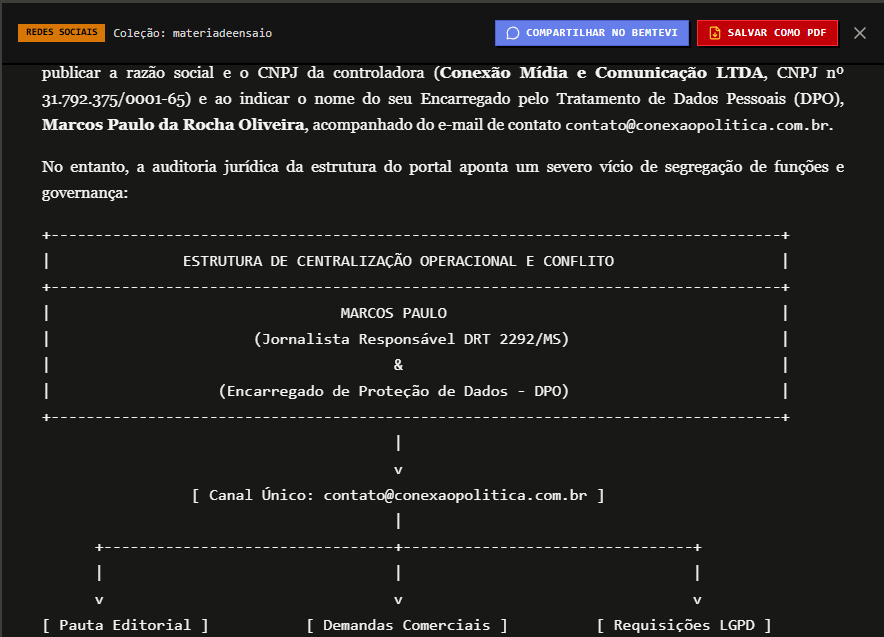 REDES SOCIAIS Coleção: materiadeensaio COMPARTILHAR NO BEMTEVI SALVAR COMO PDF
publicar a razão social e o CNPJ da controladora (Conexão Mídia e Comunicação LTDA, CNPJ nº
31.792.375/0001-65) e ao indicar o nome do seu Encarregado pelo Tratamento de Dados Pessoais (DPO),
Marcos Paulo da Rocha Oliveira, acompanhado do e-mail de contato contato@conexaopolitica.com.br.
No entanto, a auditoria jurídica da estrutura do portal aponta um severo vício de segregação de funções e
governança:
ESTRUTURA DE CENTRALIZAÇÃO OPERACIONAL E CONFLITO
MARCOS PAULO
(Jornalista Responsável DRT 2292/MS)
&
(Encarregado de Proteção de Dados - DPO)
v
[ Canal Único: contato@conexaopolitica.com.br ]
v v v
[ Pauta Editorial ] [ Demandas Comerciais ] [ Requisições LGPD ]